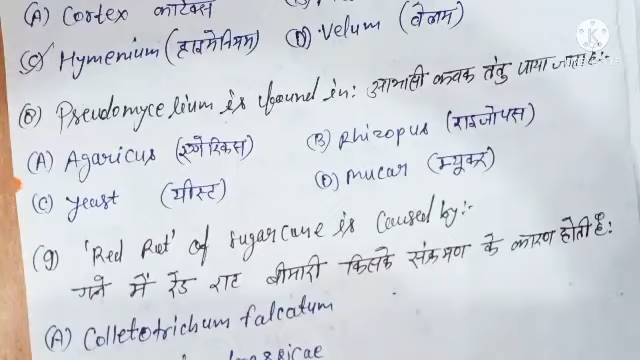 (A) Cortex कार्टेक्स
(C) Hymenium (हाइमेनियम) (D) Velum (वेलम)
(8) Pseudomycelium is found in: आभासी कवक तंतु पाया जाता है:-
(A) Agaricus (एगेरिकस) (B) Rhizopus (राइजोपस)
(C) yeast (यीस्ट) (D) mucar (म्यूकर)
(9) 'Red Rot' of sugarcane is caused by:-
गन्ने में रेड राट बीमारी किसके संक्रमण के कारण होती है:
(A) Colletotrichum falcatum